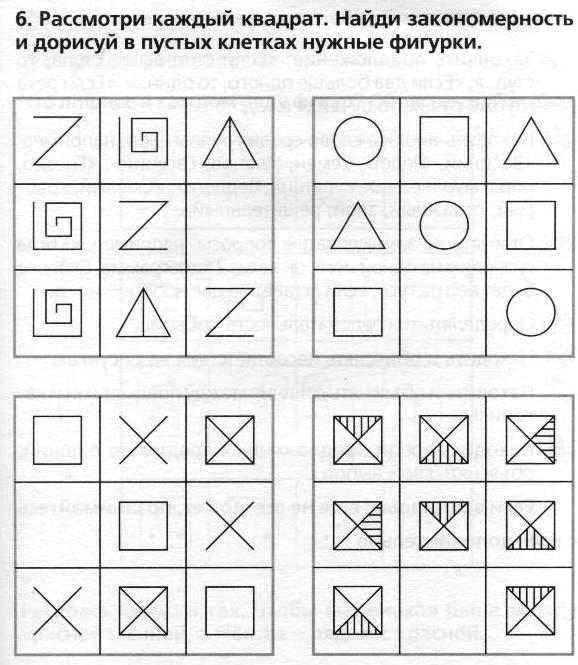 6. Рассмотри каждый квадрат. Найди закономерность
и дорисуй в пустых клетках нужные фигурки.